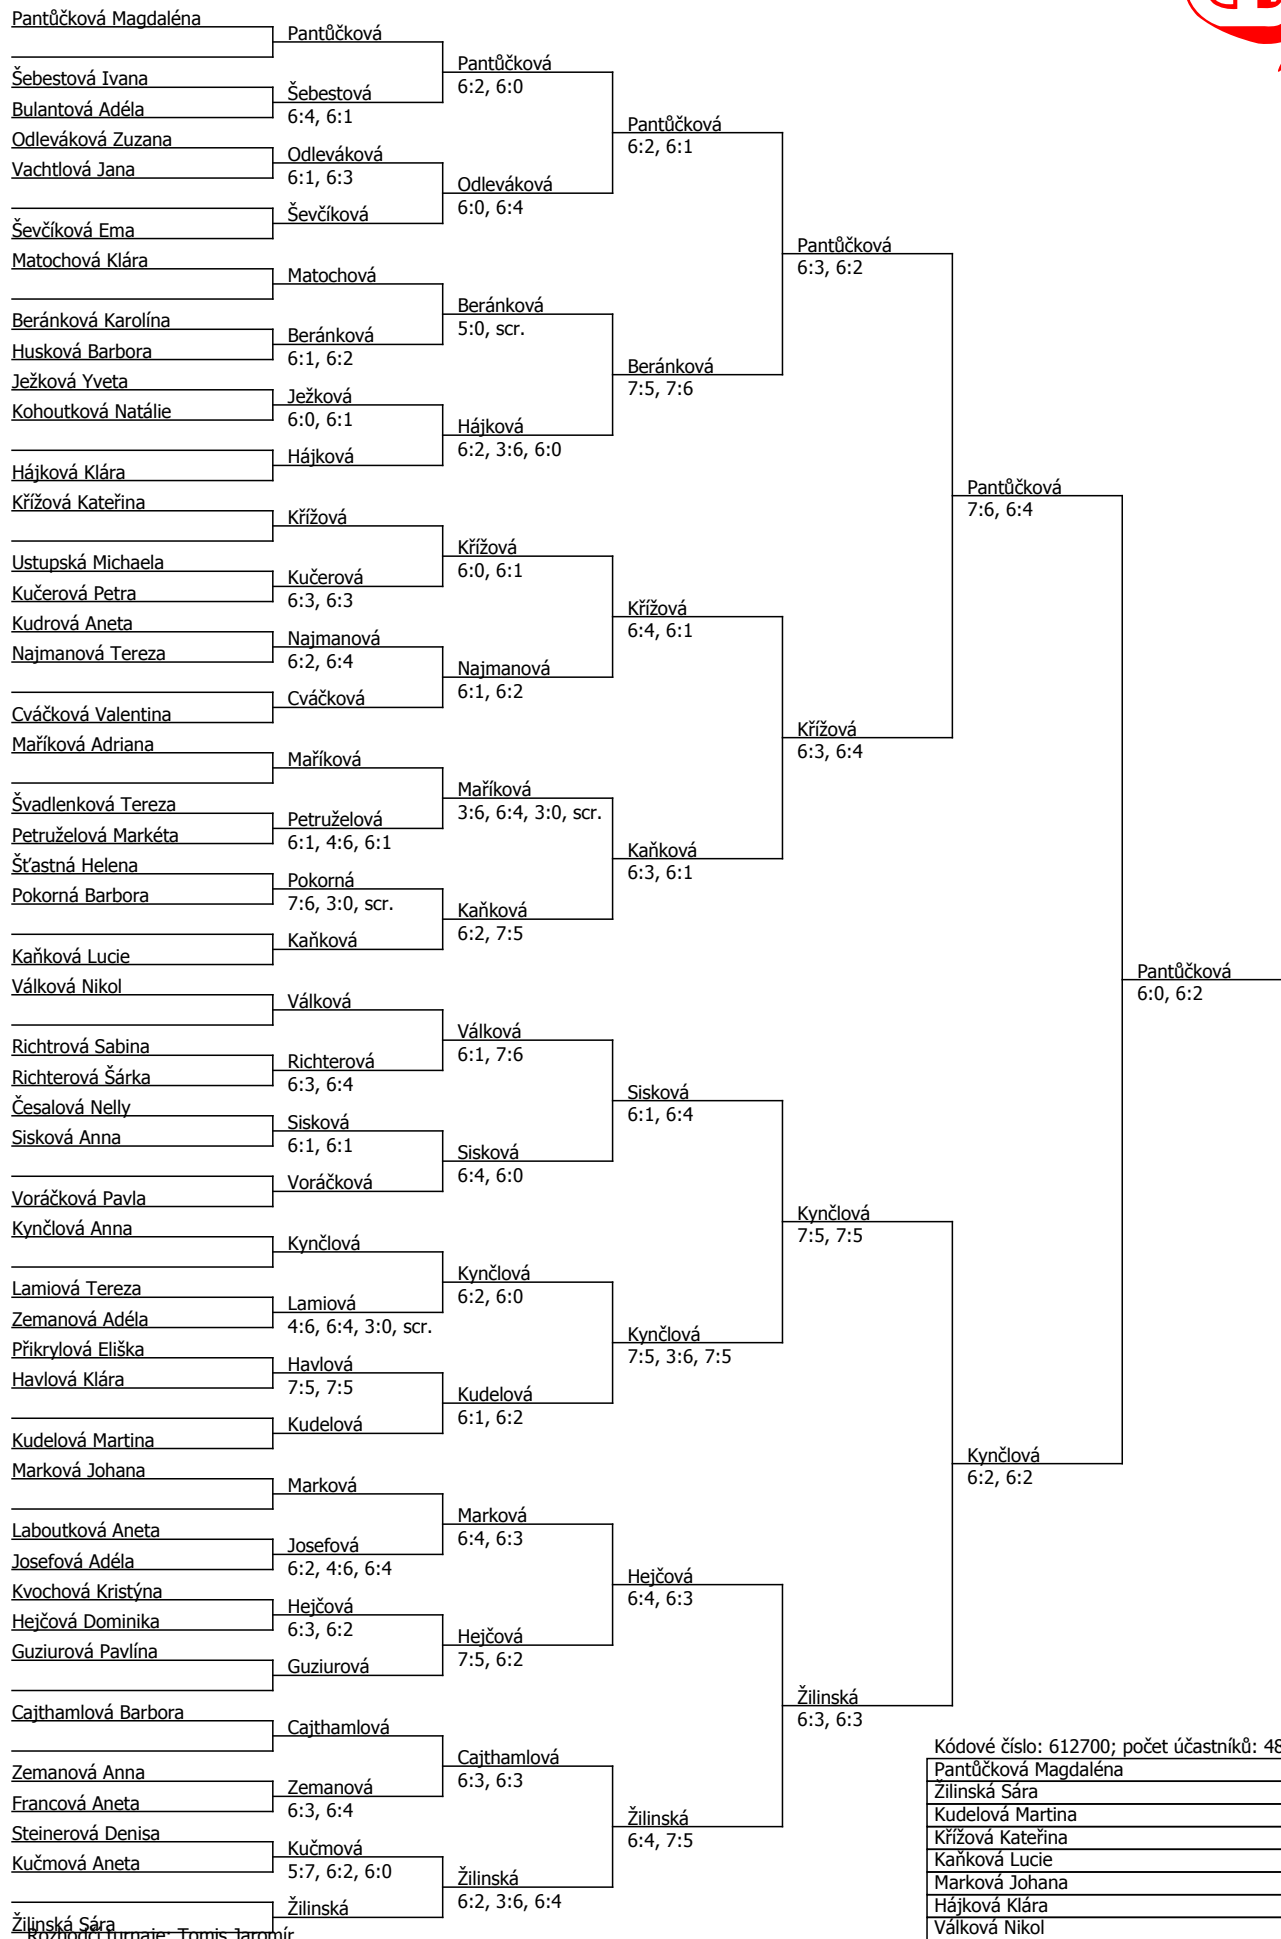 Pantůčková Magdaléna
Šebestová Ivana
Bulantová Adéla
Odleváková Zuzana
Vachtlová Jana
Ševčíková Ema
Matochová Klára
Beránková Karolína
Husková Barbora
Ježková Yveta
Kohoutková Natálie
Hájková Klára
Křížová Kateřina
Ustupská Michaela
Kučerová Petra
Kudrová Aneta
Najmanová Tereza
Cváčková Valentina
Maříková Adriana
Švadlenková Tereza
Petruželová Markéta
Šťastná Helena
Pokorná Barbora
Kaňková Lucie
Válková Nikol
Richtrová Sabina
Richterová Šárka
Česalová Nelly
Sisková Anna
Voráčková Pavla
Kynčlová Anna
Lamiová Tereza
Zemanová Adéla
Přikrylová Eliška
Havlová Klára
Kudelová Martina
Marková Johana
Laboutková Aneta
Josefová Adéla
Kvochová Kristýna
Hejčová Dominika
Guziurová Pavlína
Cajthamlová Barbora
Zemanová Anna
Francová Aneta
Steinerová Denisa
Kučmová Aneta
Žilinská Sára
Rozhodčí turnaje: Tomis Jaromír
Pantůčková
Šebestová
6:4, 6:1
Odleváková
6:1, 6:3
Ševčíková
Matochová
Beránková
6:1, 6:2
Ježková
6:0, 6:1
Hájková
Křížová
Kučerová
6:3, 6:3
Najmanová
6:2, 6:4
Cváčková
Maříková
Petruželová
6:1, 4:6, 6:1
Pokorná
7:6, 3:0, scr.
Kaňková
Válková
Richterová
6:3, 6:4
Sisková
6:1, 6:1
Voráčková
Kynčlová
Lamiová
4:6, 6:4, 3:0, scr.
Havlová
7:5, 7:5
Kudelová
Marková
Josefová
6:2, 4:6, 6:4
Hejčová
6:3, 6:2
Guziurová
Cajthamlová
Zemanová
6:3, 6:4
Kučmová
5:7, 6:2, 6:0
Žilinská
Pantůčková
6:2, 6:0
Odleváková
6:0, 6:4
Beránková
5:0, scr.
Hájková
6:2, 3:6, 6:0
Křížová
6:0, 6:1
Najmanová
6:1, 6:2
Maříková
3:6, 6:4, 3:0, scr.
Kaňková
6:2, 7:5
Válková
6:1, 7:6
Sisková
6:4, 6:0
Kynčlová
6:2, 6:0
Kudelová
6:1, 6:2
Marková
6:4, 6:3
Hejčová
7:5, 6:2
Cajthamlová
6:3, 6:3
Žilinská
6:2, 3:6, 6:4
Pantůčková
6:2, 6:1
Beránková
7:5, 7:6
Křížová
6:4, 6:1
Kaňková
6:3, 6:1
Sisková
6:1, 6:4
Kynčlová
7:5, 3:6, 7:5
Hejčová
6:4, 6:3
Žilinská
6:4, 7:5
Pantůčková
6:3, 6:2
Křížová
6:3, 6:4
Kynčlová
7:5, 7:5
Žilinská
6:3, 6:3
Pantůčková
7:6, 6:4
Kynčlová
6:2, 6:2
Pantůčková
6:0, 6:2
Kódové číslo: 612700; počet účastníků: 48
Pantůčková Magdaléna
Žilinská Sára
Kudelová Martina
Křížová Kateřina
Kaňková Lucie
Marková Johana
Hájková Klára
Válková Nikol